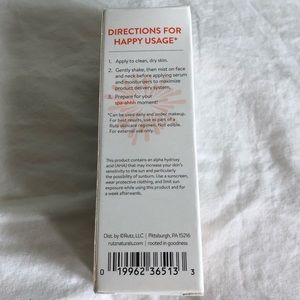 DIRECTIONS FOR
HAPPY USAGE*
1. Apply to clean, dry skin.
2. Gently shake, then mist on face
and neck before applying serum
and moisturizers to maximize
product delivery system.
3. Prepare for your
spa-ahhh moment!
*Can be used daily and under makeup.
For best results, use as part of a
Rutz skincare regimen. Not edible.
For external use only.
This product contains an alpha hydroxy
acid (AHA) that may increase your skin's
sensitivity to the sun and particularly
the possibility of sunburn. Use a sunscreen,
wear protective clothing, and limit sun
exposure while using this product and for
a week afterwards.
Dist. by ©Rutz, LLC | Pittsburgh, PA 15216
rutznaturals.com | rooted in goodness
0 19962 36513 3